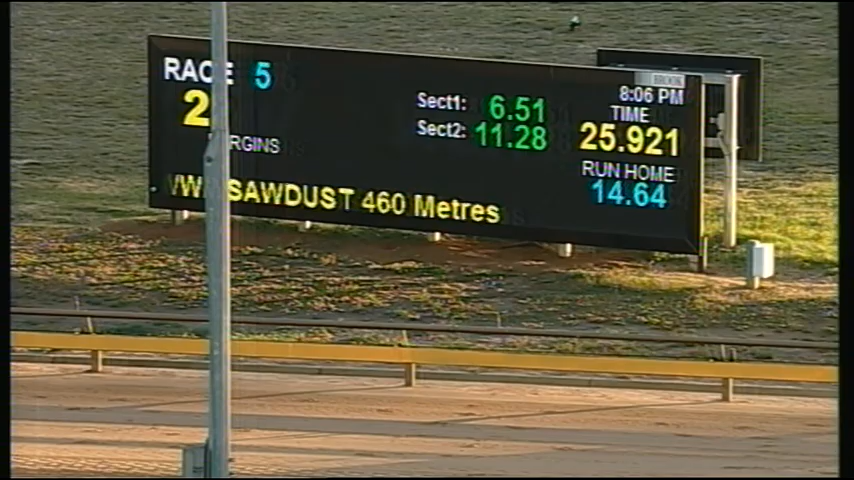 RACE 5
2
RGINS
SAWDUST 460 Metres
Sect1: 6.51
Sect2: 11.28
BROOK
8:06 PM
TIME
25.921
RUN HOME
14.64